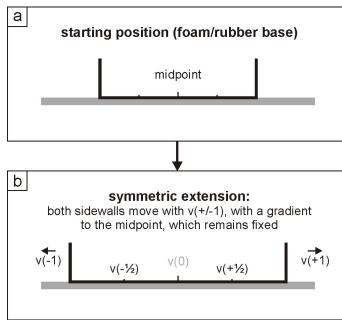 a
starting position (foam/rubber base)
midpoint
b
symmetric extension:
both sidewalls move with v(+/-1), with a gradient
to the midpoint, which remains fixed
v(-1)
v(-½)
v(0)
v(+½)
v(+1)